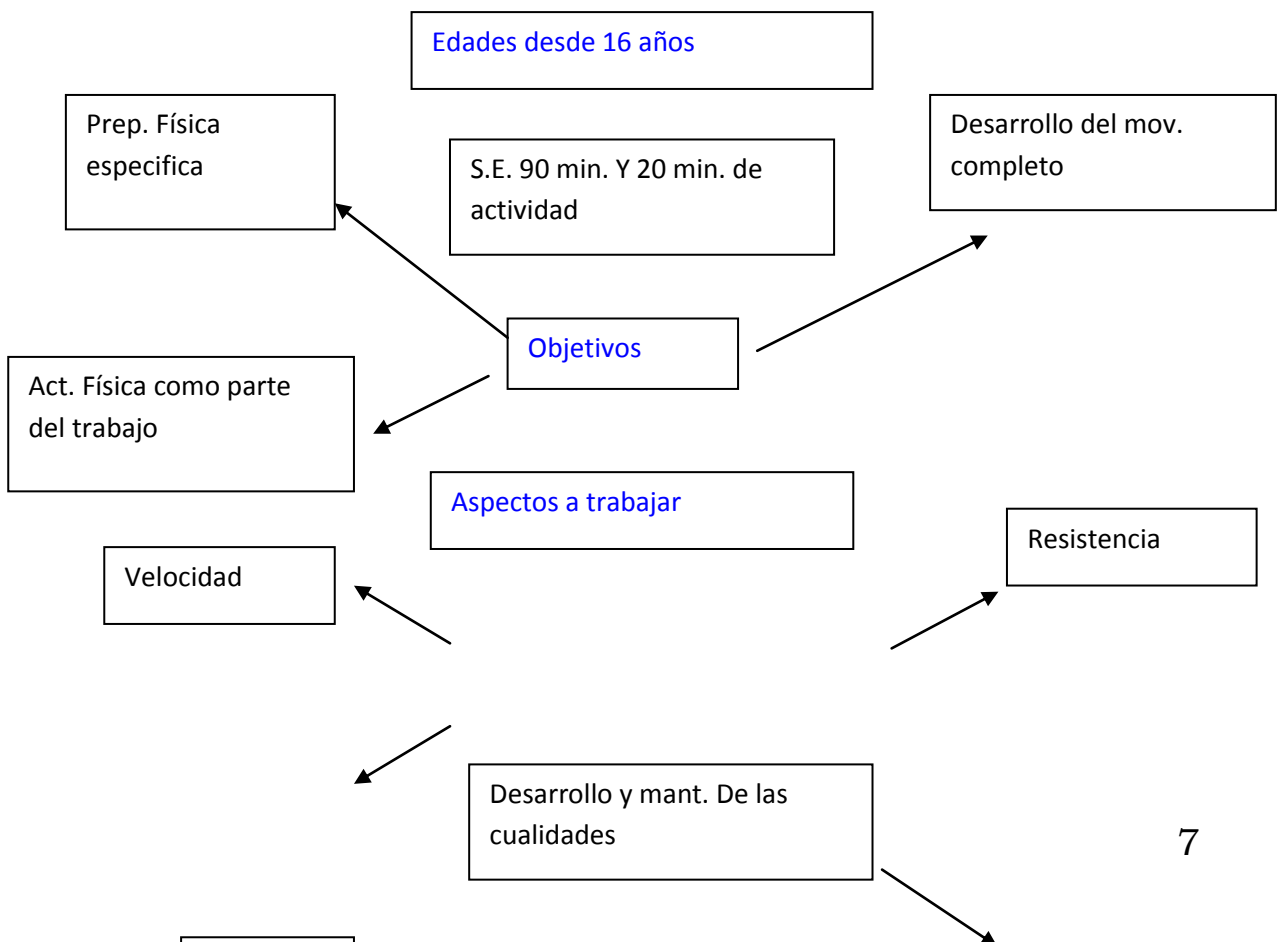 Edades desde 16 años
Prep. Física
especifica
S.E. 90 min. Y 20 min. de
actividad
Desarrollo del mov.
completo
Objetivos
Act. Física como parte
del trabajo
Aspectos a trabajar
Velocidad
Resistencia
Desarrollo y mant. De las
cualidades
7